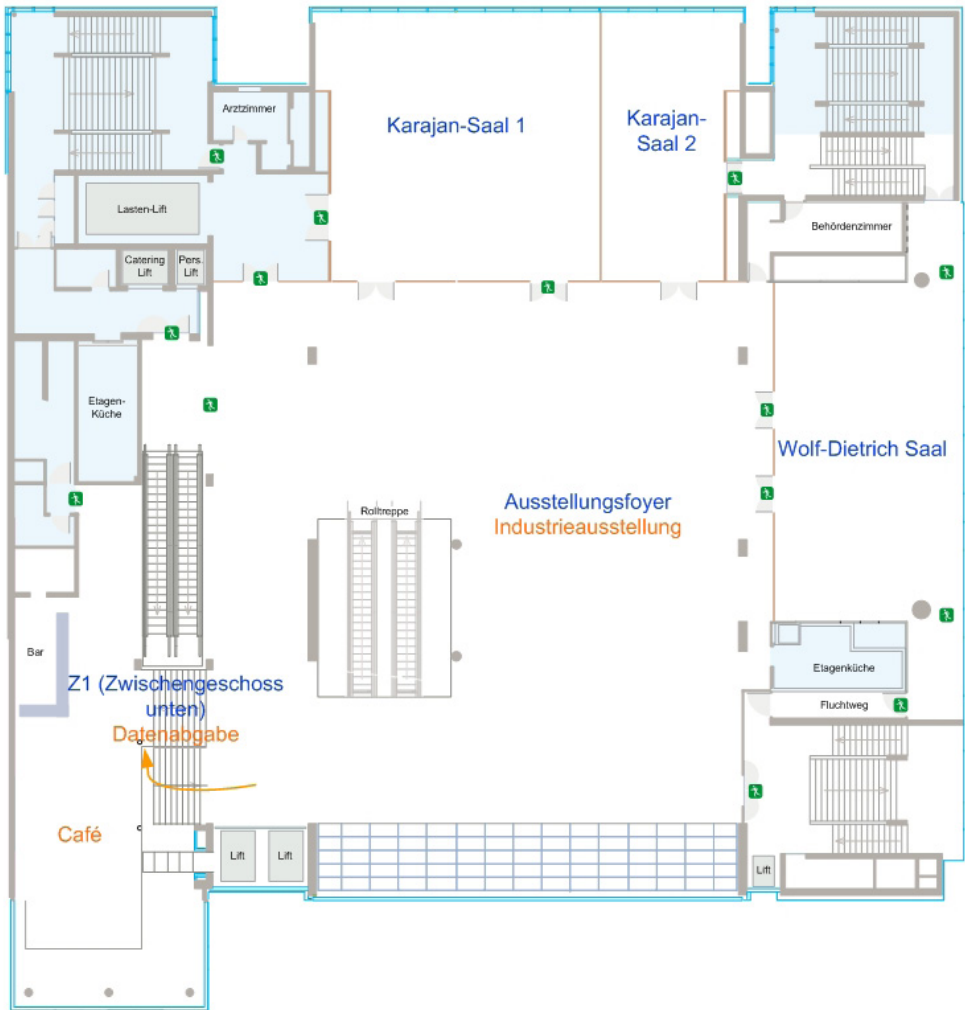 Arztzimmer
Karajan-Saal 1
Karajan-
Saal 2
Lasten-Lift
Behördenzimmer
Catering
Lift
Pers.
Lift
Etagen-
Küche
Wolf-Dietrich Saal
Ausstellungsfoyer
Industrieausstellung
Rolltreppe
Bar
Etagenküche
Z1 (Zwischengeschoss
unten)
Datenabgabe
Fluchtweg
Café
Lift
Lift
Lift